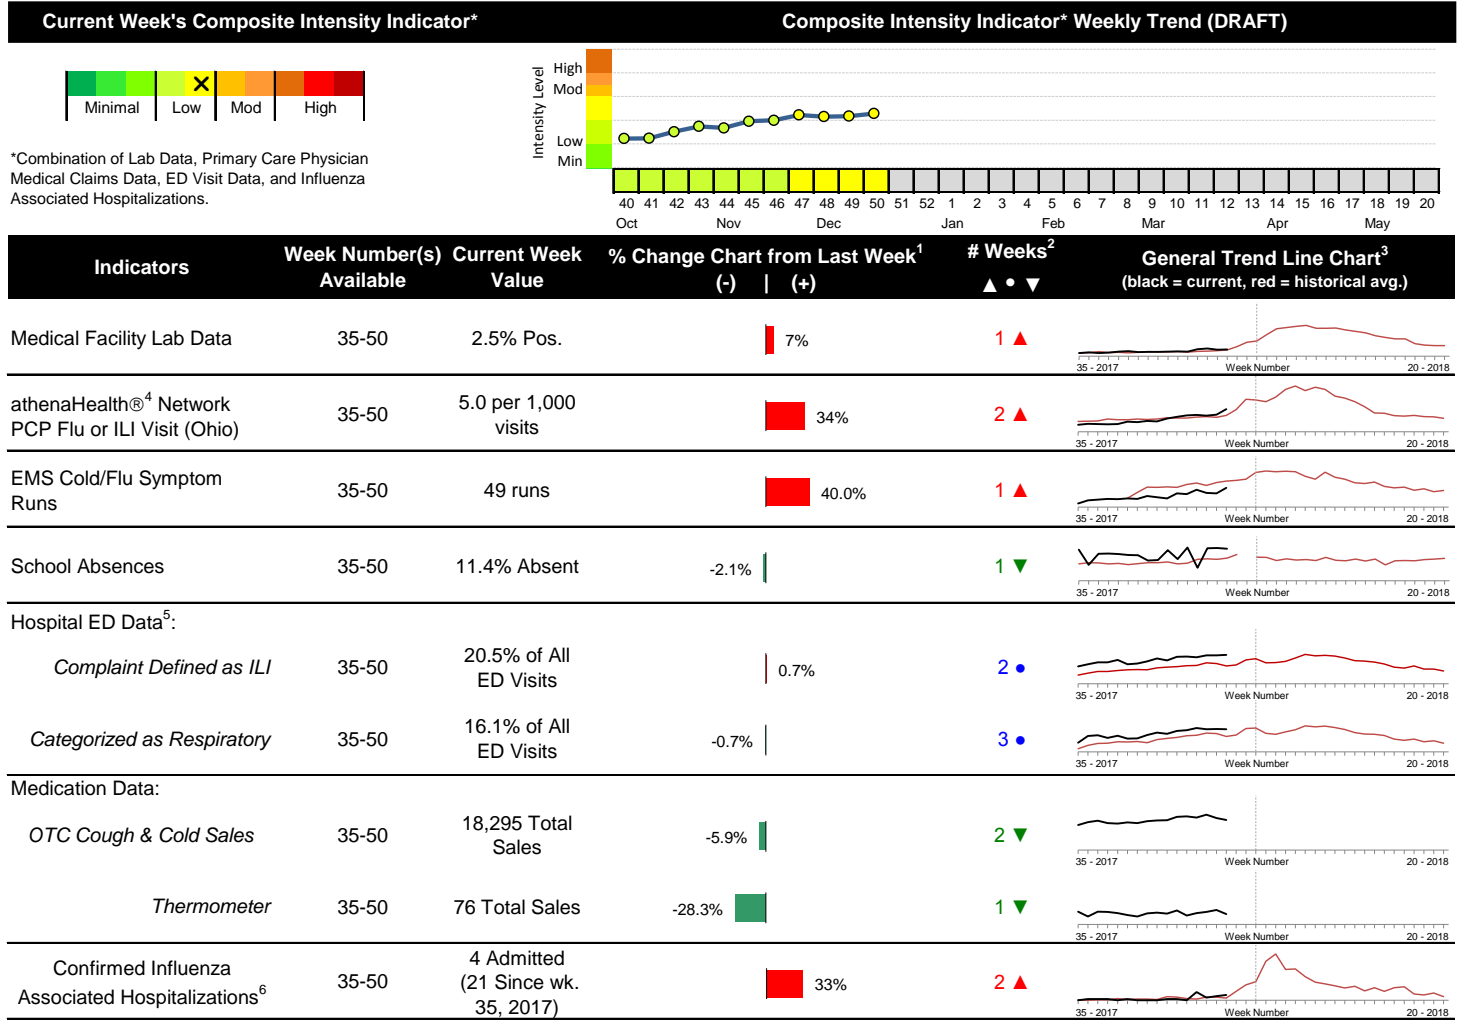 Current Week's Composite Intensity Indicator*
Composite Intensity Indicator* Weekly Trend (DRAFT)
Minimal Low Mod High
*Combination of Lab Data, Primary Care Physician
Medical Claims Data, ED Visit Data, and Influenza
Associated Hospitalizations.
Intensity Level
High
Mod
Low
Min
40 41 42 43 44 45 46 47 48 49 50 51 52 1 2 3 4 5 6 7 8 9 10 11 12 13 14 15 16 17 18 19 20
Oct Nov Dec Jan Feb Mar Apr May
Indicators
Week Number(s)
Available
Current Week
Value
% Change Chart from Last Week1
(-) | (+)
# Weeks2
▲ ● ▼
General Trend Line Chart3
(black = current, red = historical avg.)
Medical Facility Lab Data
35-50
2.5% Pos.
7%
1 ▲
35 - 2017 Week Number 20 - 2018
athenaHealth®4 Network
PCP Flu or ILI Visit (Ohio)
35-50
5.0 per 1,000
visits
34%
2 ▲
35 - 2017 Week Number 20 - 2018
EMS Cold/Flu Symptom
Runs
35-50
49 runs
40.0%
1 ▲
35 - 2017 Week Number 20 - 2018
School Absences
35-50
11.4% Absent
-2.1%
1 ▼
35 - 2017 Week Number 20 - 2018
Hospital ED Data5:
Complaint Defined as ILI
35-50
20.5% of All
ED Visits
0.7%
2 ●
35 - 2017 Week Number 20 - 2018
Categorized as Respiratory
35-50
16.1% of All
ED Visits
-0.7%
3 ●
35 - 2017 Week Number 20 - 2018
Medication Data:
OTC Cough & Cold Sales
35-50
18,295 Total
Sales
-5.9%
2 ▼
35 - 2017 Week Number 20 - 2018
Thermometer
35-50
76 Total Sales
-28.3%
1 ▼
35 - 2017 Week Number 20 - 2018
Confirmed Influenza
Associated Hospitalizations6
35-50
4 Admitted
(21 Since wk.
35, 2017)
33%
2 ▲
35 - 2017 Week Number 20 - 2018